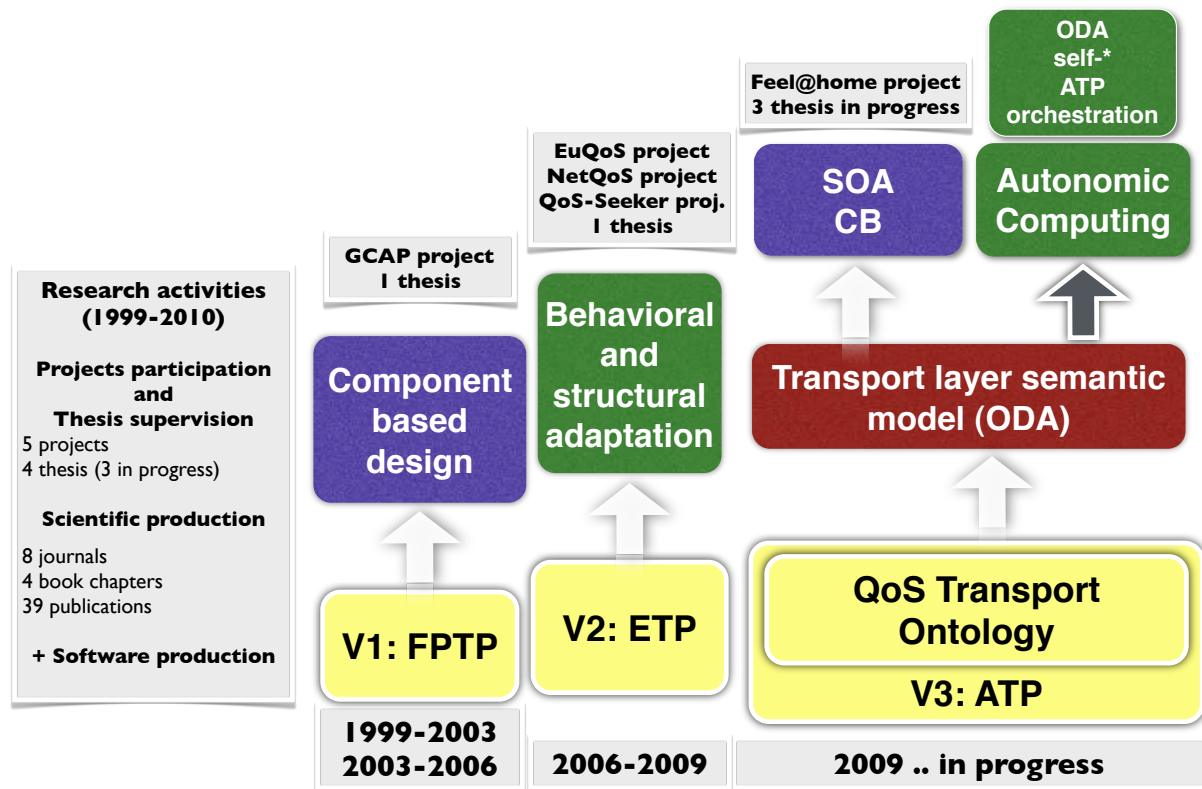 Research activities
(1999-2010)
Projects participation
and
Thesis supervision
5 projects
4 thesis (3 in progress)
Scientific production
8 journals
4 book chapters
39 publications
+ Software production
GCAP project
1 thesis
Component
based
design
V1: FPTP
1999-2003
2003-2006
EuQoS project
NetQoS project
QoS-Seeker proj.
1 thesis
Behavioral
and
structural
adaptation
V2: ETP
2006-2009
Feel@home project
3 thesis in progress
SOA
CB
ODA
self-*
ATP
orchestration
Autonomic
Computing
Transport layer semantic
model (ODA)
QoS Transport
Ontology
V3: ATP
2009 .. in progress